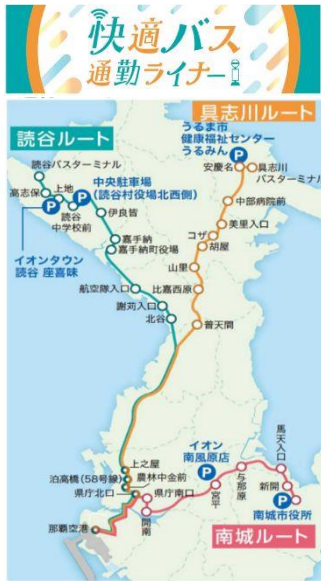 快適バス
通勤ライナー
具志川ルート
うるま市
健康福祉センター
うるみん
読谷ルート
安慶名
具志川
バスターミナル
読谷バスターミナル
中央駐車場
(読谷村役場北西側)
高志保
上地
読谷
中学校前
伊良皆
中部病院前
美里入口
コザ
胡屋
イオンタウン
読谷 座喜味
嘉手納
嘉手納町役場
山里
航空隊入口
比嘉西原
謝苅入口
北谷
普天間
上之屋
泊高橋(58号線)
農林中金前
県庁北口
県庁南口
イオン
南風原店
馬天入口
那覇空港
開南
宮平
与那原
新開
南城市役所
南城ルート